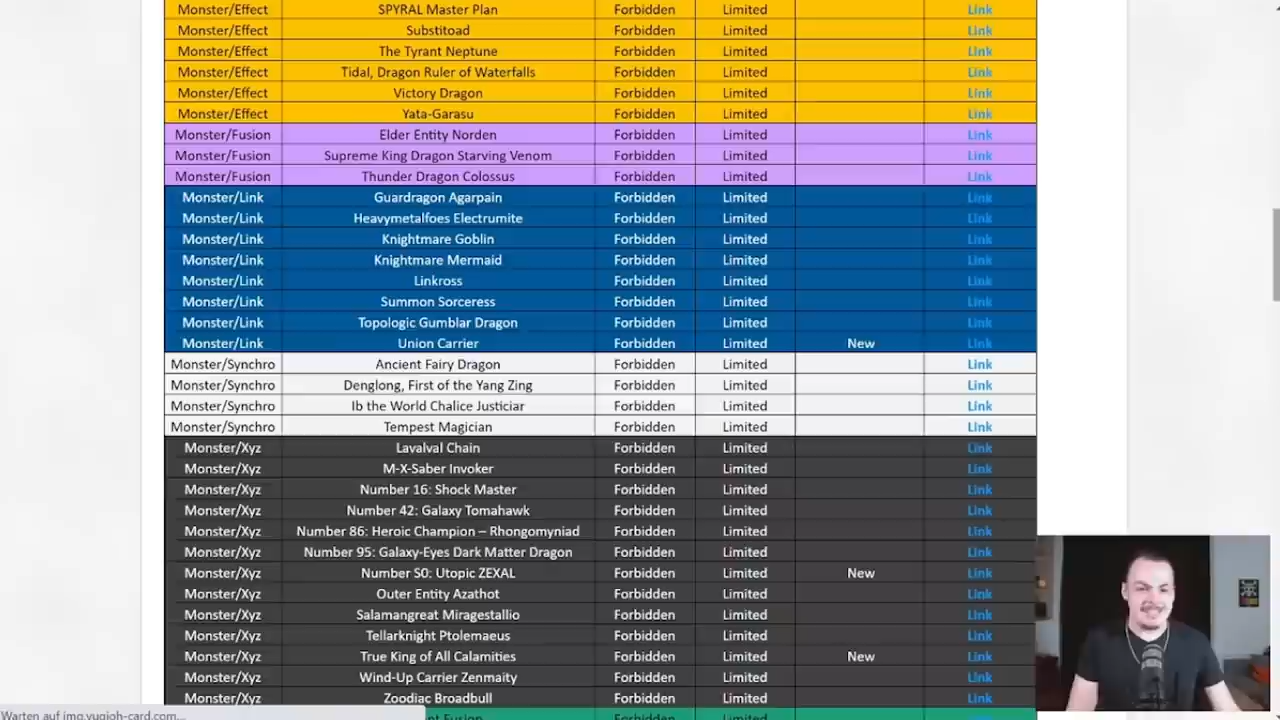 Monster/Effect SPYRAL Master Plan Forbidden Limited Link
Monster/Effect Substitoad Forbidden Limited Link
Monster/Effect The Tyrant Neptune Forbidden Limited Link
Monster/Effect Tidal, Dragon Ruler of Waterfalls Forbidden Limited Link
Monster/Effect Victory Dragon Forbidden Limited Link
Monster/Effect Yata-Garasu Forbidden Limited Link
Monster/Fusion Elder Entity Norden Forbidden Limited Link
Monster/Fusion Supreme King Dragon Starving Venom Forbidden Limited Link
Monster/Fusion Thunder Dragon Colossus Forbidden Limited Link
Monster/Link Guardragon Agarpain Forbidden Limited Link
Monster/Link Heavymetalfoes Electrumite Forbidden Limited Link
Monster/Link Knightmare Goblin Forbidden Limited Link
Monster/Link Knightmare Mermaid Forbidden Limited Link
Monster/Link Linkross Forbidden Limited Link
Monster/Link Summon Sorceress Forbidden Limited Link
Monster/Link Topologic Gumblar Dragon Forbidden Limited Link
Monster/Link Union Carrier Forbidden Limited New Link
Monster/Synchro Ancient Fairy Dragon Forbidden Limited Link
Monster/Synchro Denglong, First of the Yang Zing Forbidden Limited Link
Monster/Synchro Ib the World Chalice Justiciar Forbidden Limited Link
Monster/Synchro Tempest Magician Forbidden Limited Link
Monster/Xyz Lavalval Chain Forbidden Limited Link
Monster/Xyz M-X-Saber Invoker Forbidden Limited Link
Monster/Xyz Number 16: Shock Master Forbidden Limited Link
Monster/Xyz Number 42: Galaxy Tomahawk Forbidden Limited Link
Monster/Xyz Number 86: Heroic Champion – Rhongomyniad Forbidden Limited Link
Monster/Xyz Number 95: Galaxy-Eyes Dark Matter Dragon Forbidden Limited Link
Monster/Xyz Number S0: Utopic ZEXAL Forbidden Limited New Link
Monster/Xyz Outer Entity Azathot Forbidden Limited Link
Monster/Xyz Salamangreat Miragestallio Forbidden Limited Link
Monster/Xyz Tellarknight Ptolemaeus Forbidden Limited Link
Monster/Xyz True King of All Calamities Forbidden Limited New Link
Monster/Xyz Wind-Up Carrier Zenmaity Forbidden Limited Link
Monster/Xyz Zoodiac Broadbull Forbidden Limited Link
Fusion Forbidden Limited Link
Warten auf img.yugioh-card.com...